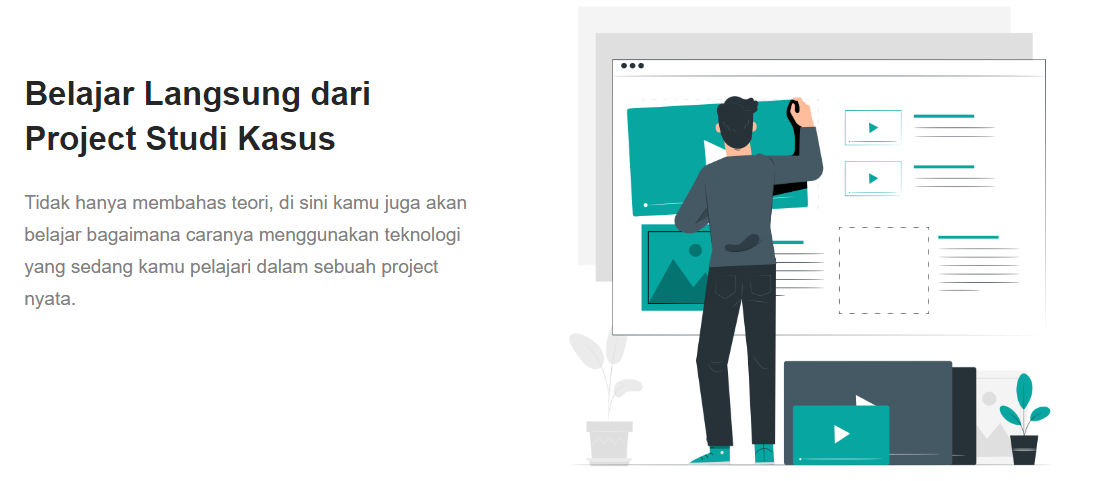 Belajar Langsung dari
Project Studi Kasus
Tidak hanya membahas teori, di sini kamu juga akan
belajar bagaimana caranya menggunakan teknologi
yang sedang kamu pelajari dalam sebuah project
nyata.